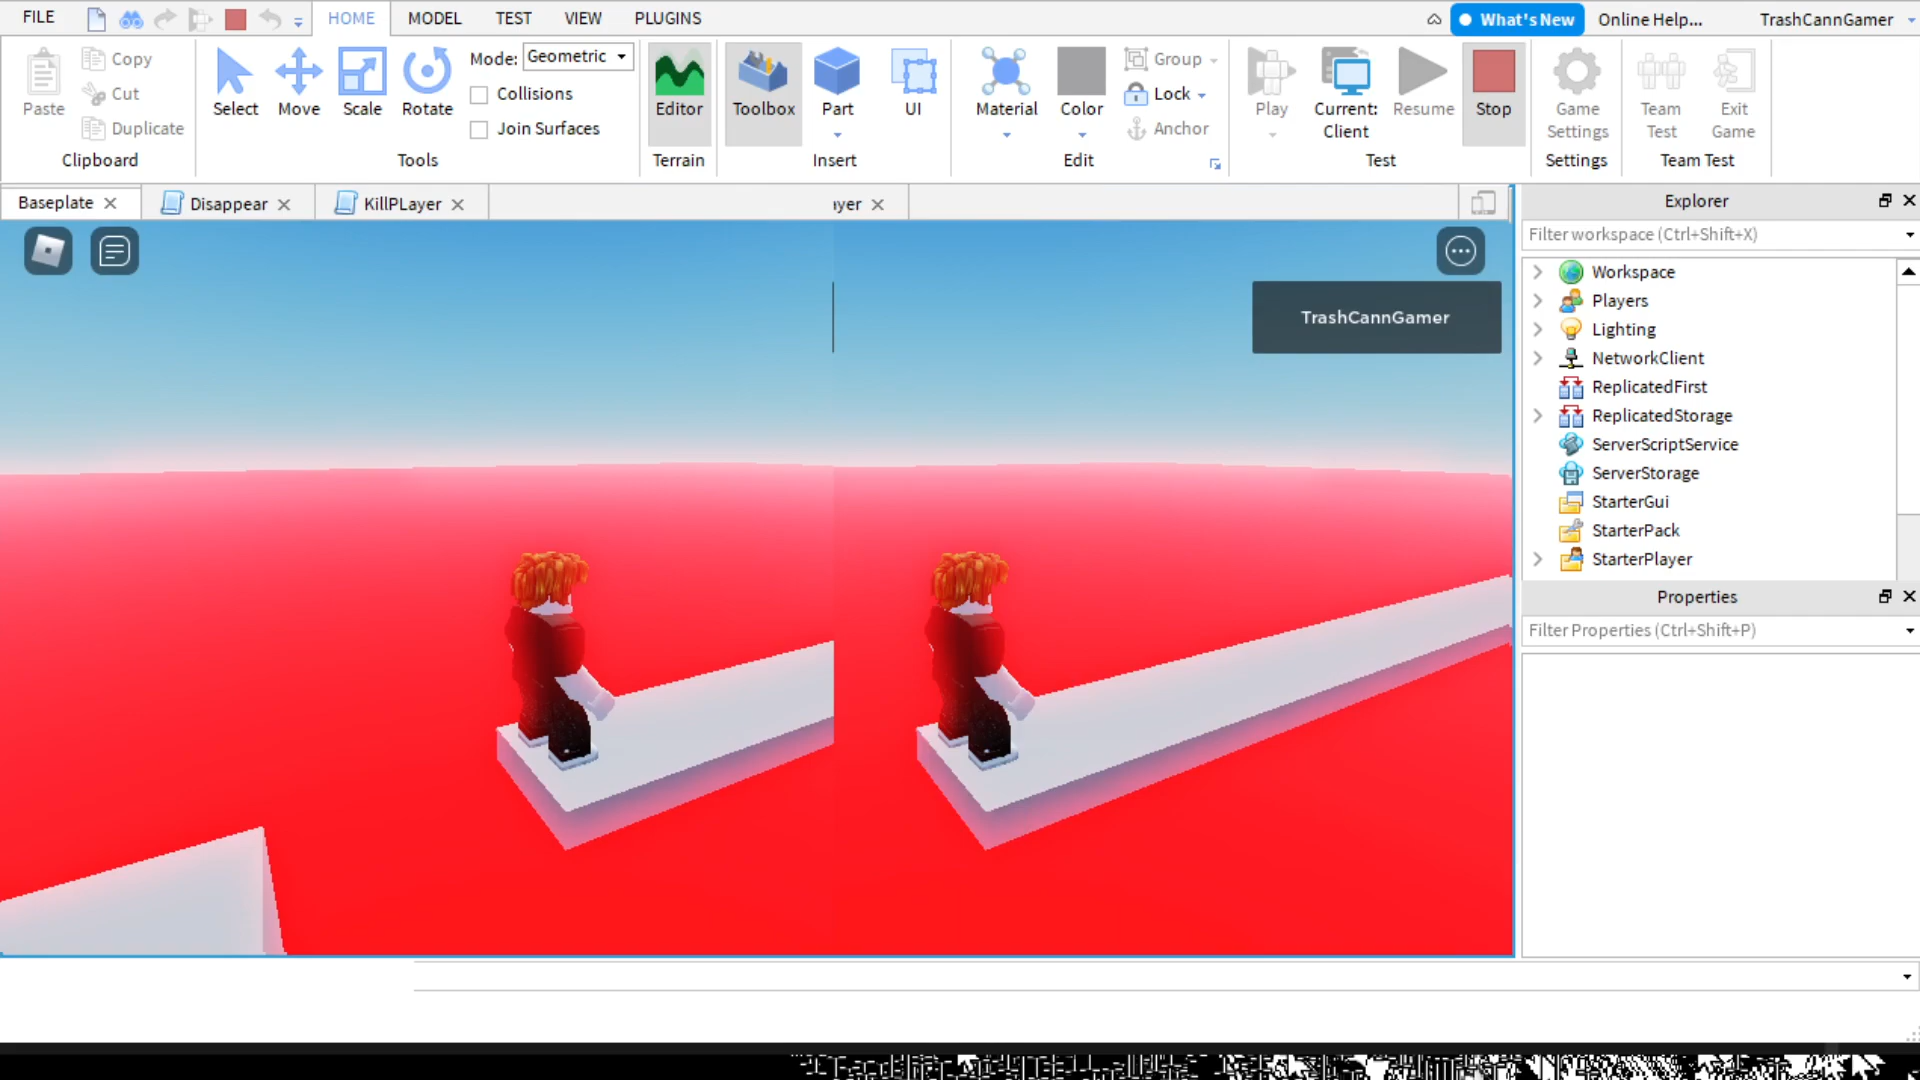 FILE HOME MODEL TEST VIEW PLUGINS What's New Online Help... TrashCannGamer
Paste Copy Cut Duplicate Clipboard
Select Move Scale Rotate Mode: Geometric Collisions Join Surfaces Tools
Editor Terrain
Toolbox Part UI Insert
Material Color Group Lock Anchor Edit
Play Current: Client Resume Stop Test
Game Settings Settings
Team Test Exit Game Team Test
Baseplate Disappear KillPLayer ayer
TrashCannGamer
Explorer
Filter workspace (Ctrl+Shift+X)
Workspace
Players
Lighting
NetworkClient
ReplicatedFirst
ReplicatedStorage
ServerScriptService
ServerStorage
StarterGui
StarterPack
StarterPlayer
Properties
Filter Properties (Ctrl+Shift+P)